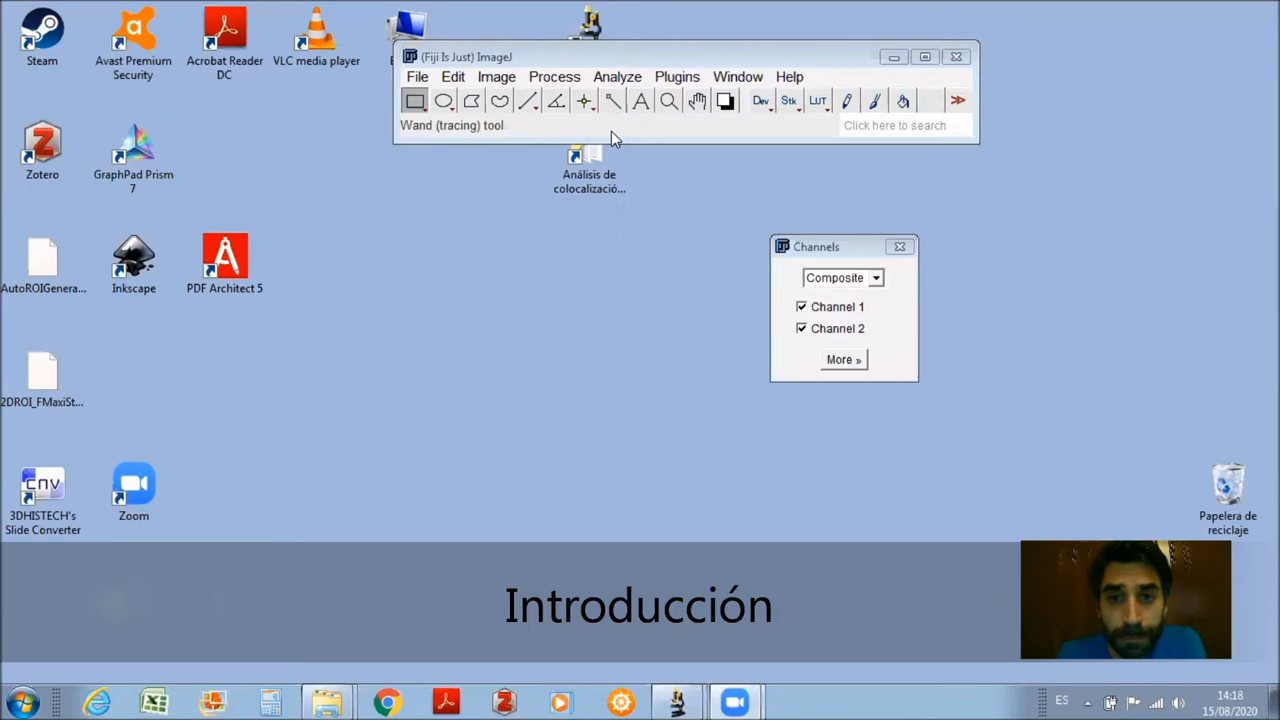 Steam
Avast Premium
Security
Acrobat Reader
DC
VLC media player
(Fiji Is Just) ImageJ
File Edit Image Process Analyze Plugins Window Help
Dev Stk LUT
Wand (tracing) tool
Click here to search
Zotero
GraphPad Prism
7
Análisis de
colocalizació...
Channels
Composite
Channel 1
Channel 2
More »
AutoROIGenera...
Inkscape
PDF Architect 5
2DROI_FMaxiSt...
cnv
3DHISTECH's
Slide Converter
Zoom
Papelera de
reciclaje
Introducción
ES
14:18
15/08/2020